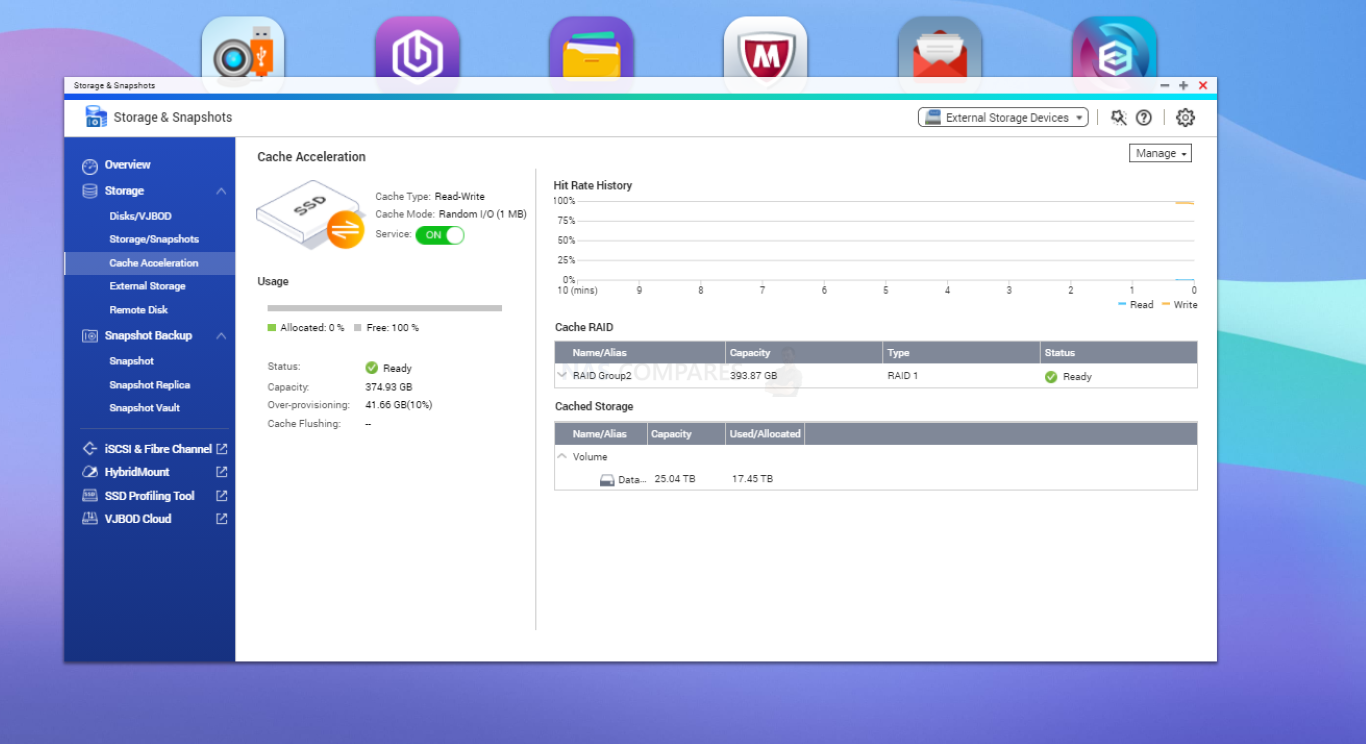 Storage & Snapshots
Storage & Snapshots
External Storage Devices
Overview
Storage
Disks/VJBOD
Storage/Snapshots
Cache Acceleration
External Storage
Remote Disk
Snapshot Backup
Snapshot
Snapshot Replica
Snapshot Vault
iSCSI & Fibre Channel
HybridMount
SSD Profiling Tool
VJBOD Cloud
Cache Acceleration
Manage
SSD
Cache Type: Read-Write
Cache Mode: Random I/O (1 MB)
Service: ON
Usage
Allocated: 0 % Free: 100 %
Status: Ready
Capacity: 374.93 GB
Over-provisioning: 41.66 GB(10%)
Cache Flushing: --
Hit Rate History
100%
75%
50%
25%
0%
10 (mins) 9 8 7 6 5 4 3 2 1 0
Read Write
Cache RAID
Name/Alias Capacity Type Status
RAID Group2 393.87 GB RAID 1 Ready
NAS COMPARES
Cached Storage
Name/Alias Capacity Used/Allocated
Volume
Data... 25.04 TB 17.45 TB